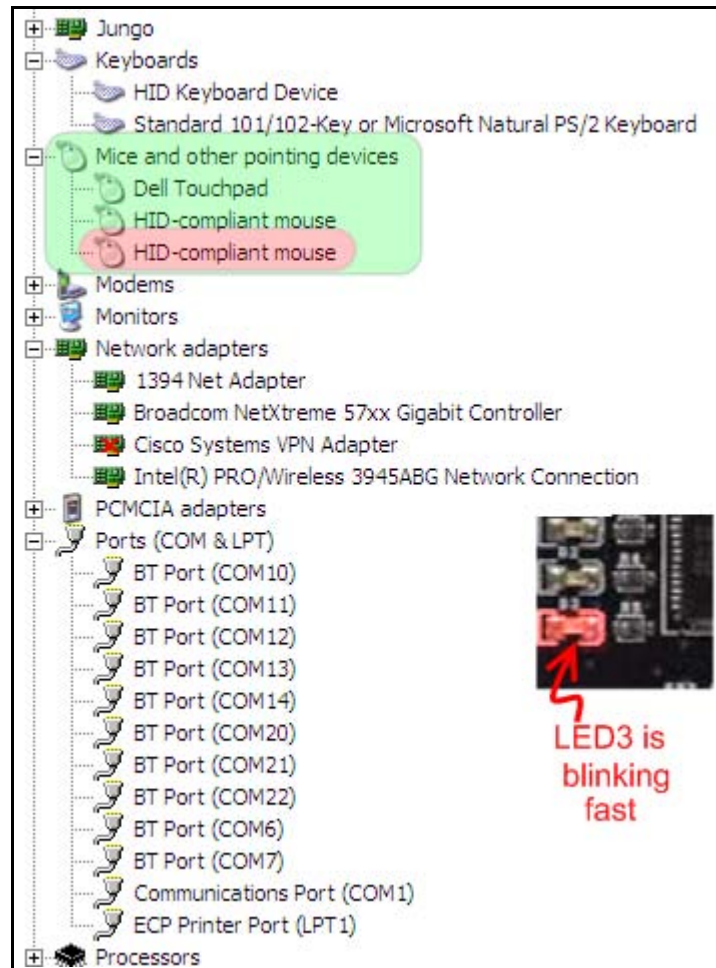 Jungo
Keyboards
HID Keyboard Device
Standard 101/102-Key or Microsoft Natural PS/2 Keyboard
Mice and other pointing devices
Dell Touchpad
HID-compliant mouse
HID-compliant mouse
Modems
Monitors
Network adapters
1394 Net Adapter
Broadcom NetXtreme 57xx Gigabit Controller
Cisco Systems VPN Adapter
Intel(R) PRO/Wireless 3945ABG Network Connection
PCMCIA adapters
Ports (COM & LPT)
BT Port (COM10)
BT Port (COM11)
BT Port (COM12)
BT Port (COM13)
BT Port (COM14)
BT Port (COM20)
BT Port (COM21)
BT Port (COM22)
BT Port (COM6)
BT Port (COM7)
Communications Port (COM1)
ECP Printer Port (LPT1)
Processors
LED3 is
blinking
fast